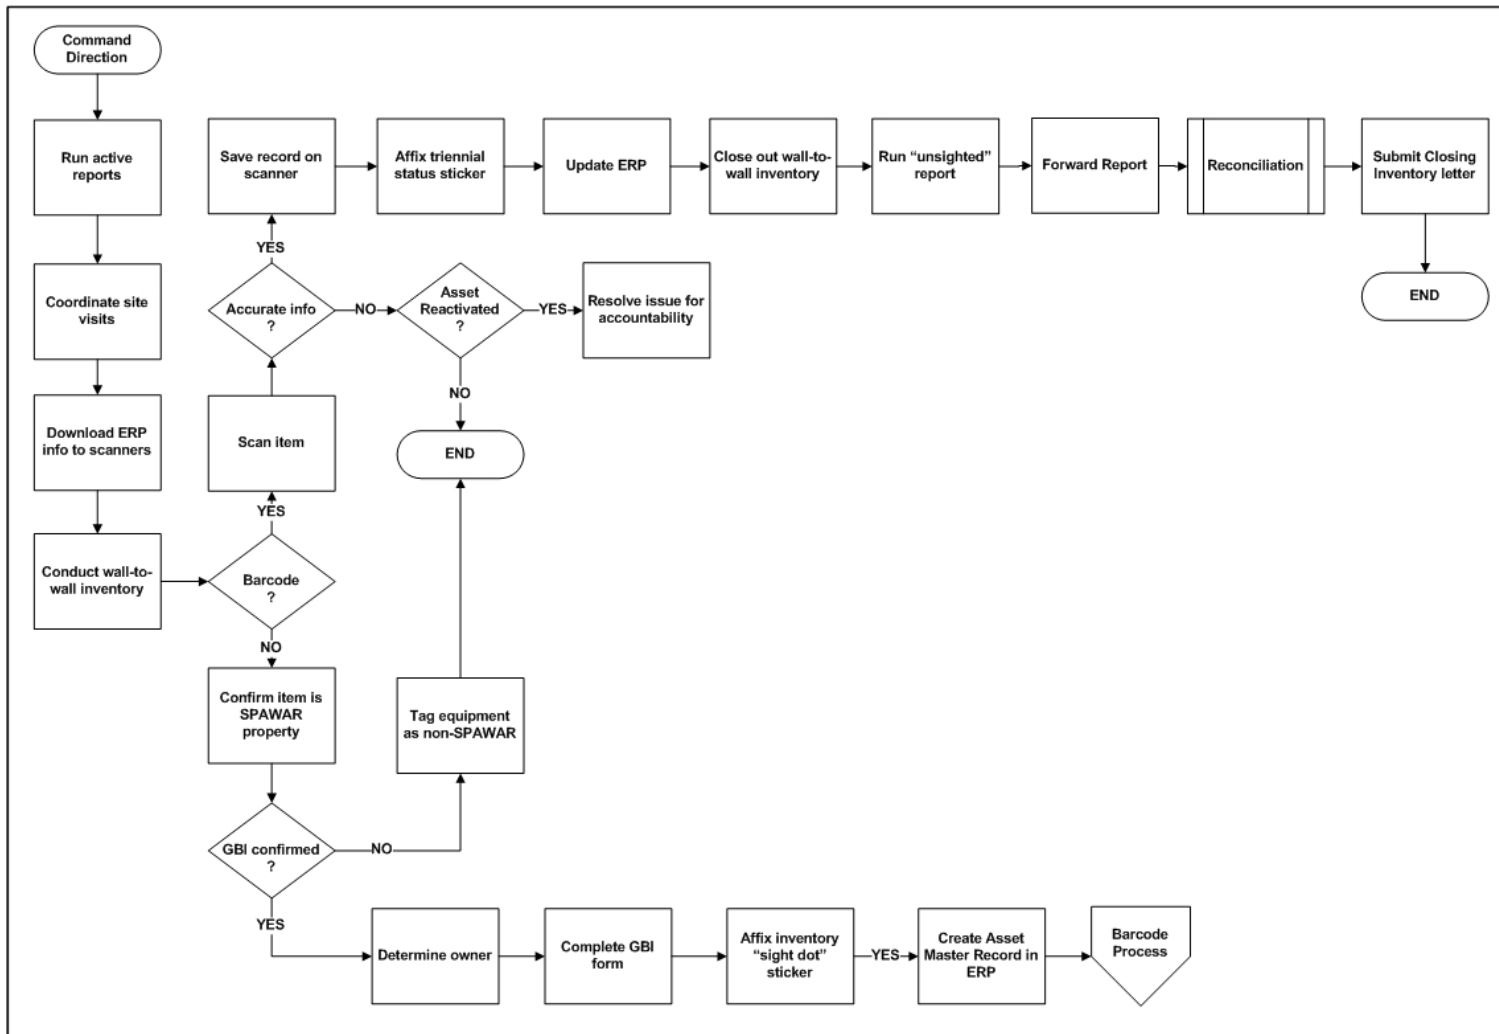 Command
Direction
Run active
reports
Save record on
scanner
Affix triennial
status sticker
Update ERP
Close out wall-to-
wall inventory
Run “unsighted”
report
Forward Report
Reconciliation
Submit Closing
Inventory letter
YES
Coordinate site
visits
Accurate info
?
NO
Asset
Reactivated
?
YES
Resolve issue for
accountability
END
NO
Download ERP
info to scanners
Scan item
END
YES
Conduct wall-to-
wall inventory
Barcode
?
NO
Confirm item is
SPAWAR
property
Tag equipment
as non-SPAWAR
GBI confirmed
?
NO
YES
Determine owner
Complete GBI
form
Affix inventory
“sight dot”
sticker
YES
Create Asset
Master Record in
ERP
Barcode
Process